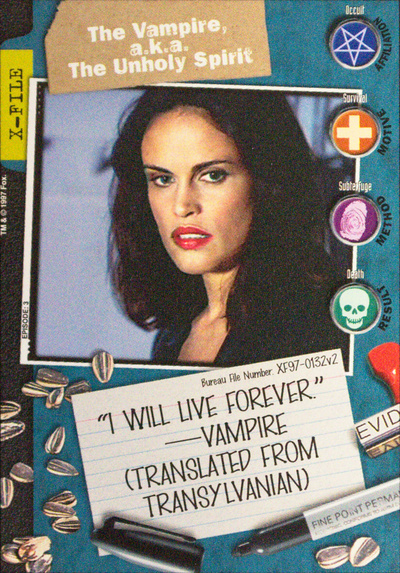 The Vampire,
a.k.a.
The Unholy Spirit
X-FILE
Occult
AFFILIATION
Survival
MOTIVE
Subterfuge
METHOD
Death
RESULT
TM & © 1997 Fox.
EPISODE: 3
Bureau File Number: XF97-0132v2
"I WILL LIVE FOREVER."
—VAMPIRE
(TRANSLATED FROM
TRANSYLVANIAN)
EVID
FINE POINT PERMA